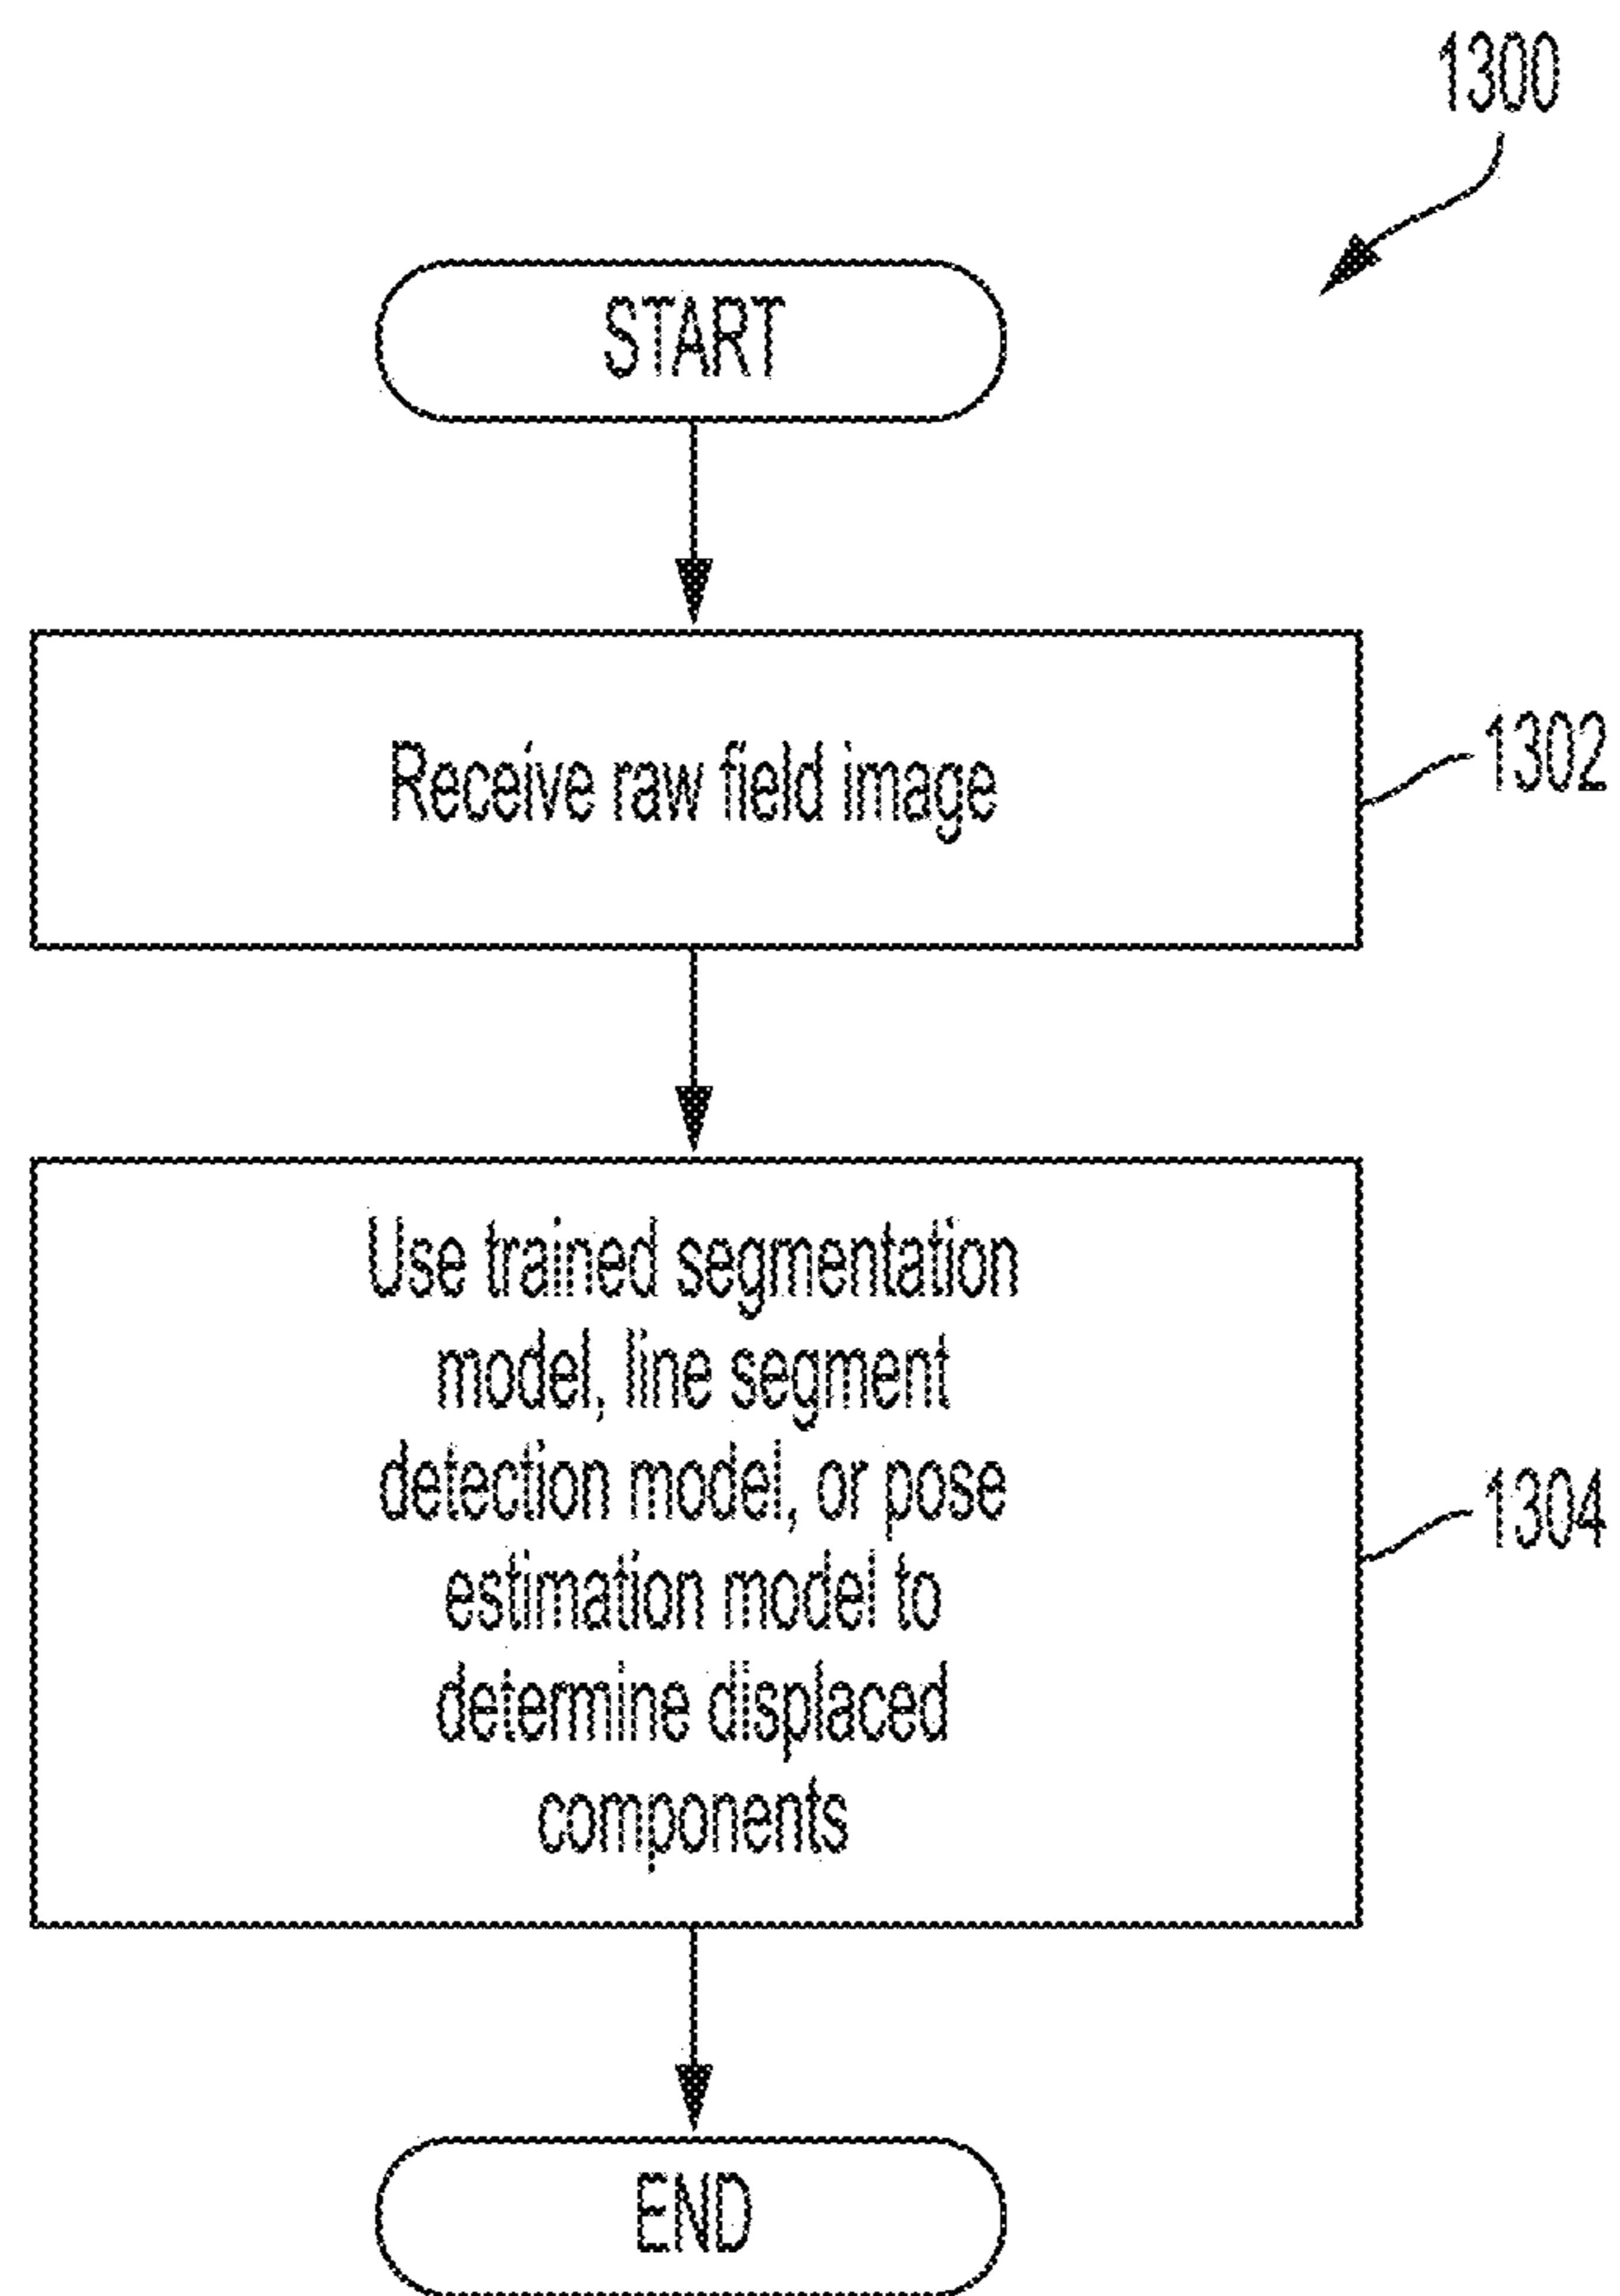 1300
START
Receive raw field image
1302
Use trained segmentation
model, line segment
detection model, or pose
estimation model to
determine displaced
components
1304
END